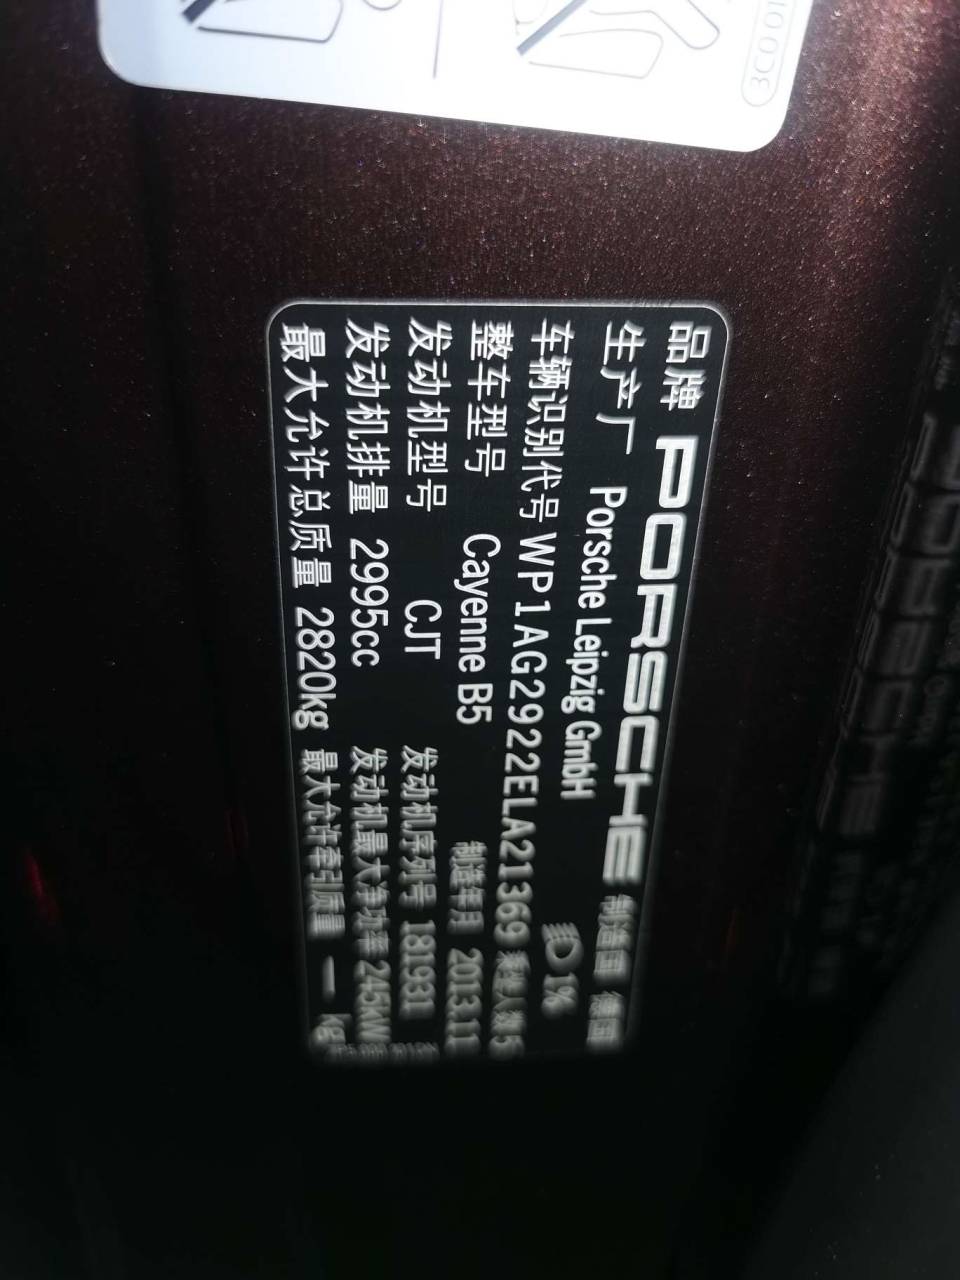 3C0 01
品牌 PORSCHE 制造国 德国
生产厂 Porsche Leipzig GmbH 1%
车辆识别代号 WP1AG2922ELA21369 乘坐人数 5
整车型号 Cayenne B5 制造年月 2013.11
发动机型号 CJT 发动机序列号 181931
发动机排量 2995cc 发动机最大净功率 245KW
最大允许总质量 2820kg 最大允许牵引质量 — kg